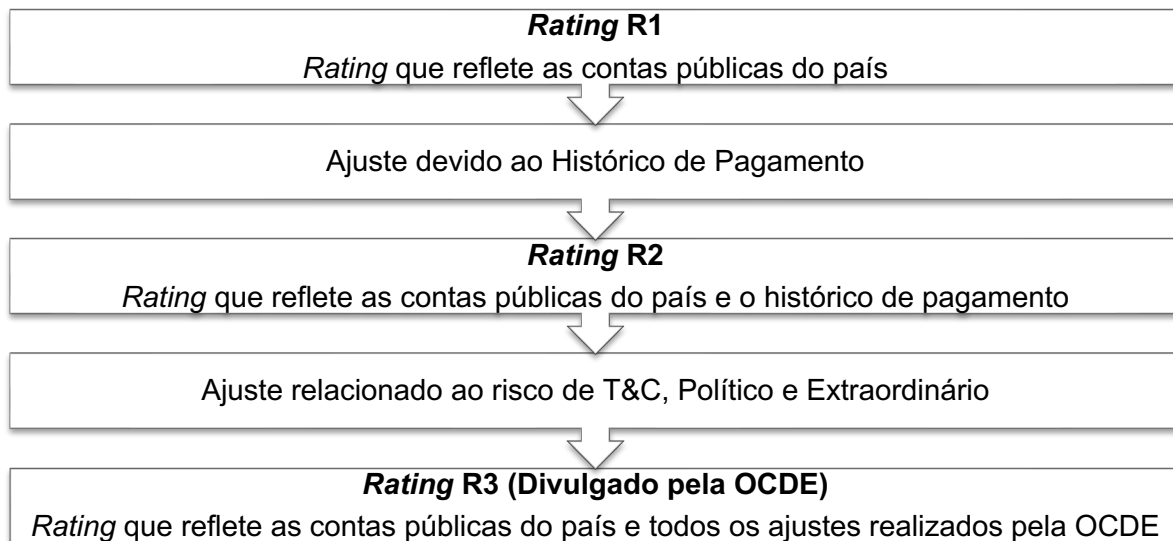 Rating R1
Rating que reflete as contas públicas do país
Ajuste devido ao Histórico de Pagamento
Rating R2
Rating que reflete as contas públicas do país e o histórico de pagamento
Ajuste relacionado ao risco de T&C, Político e Extraordinário
Rating R3 (Divulgado pela OCDE)
Rating que reflete as contas públicas do país e todos os ajustes realizados pela OCDE